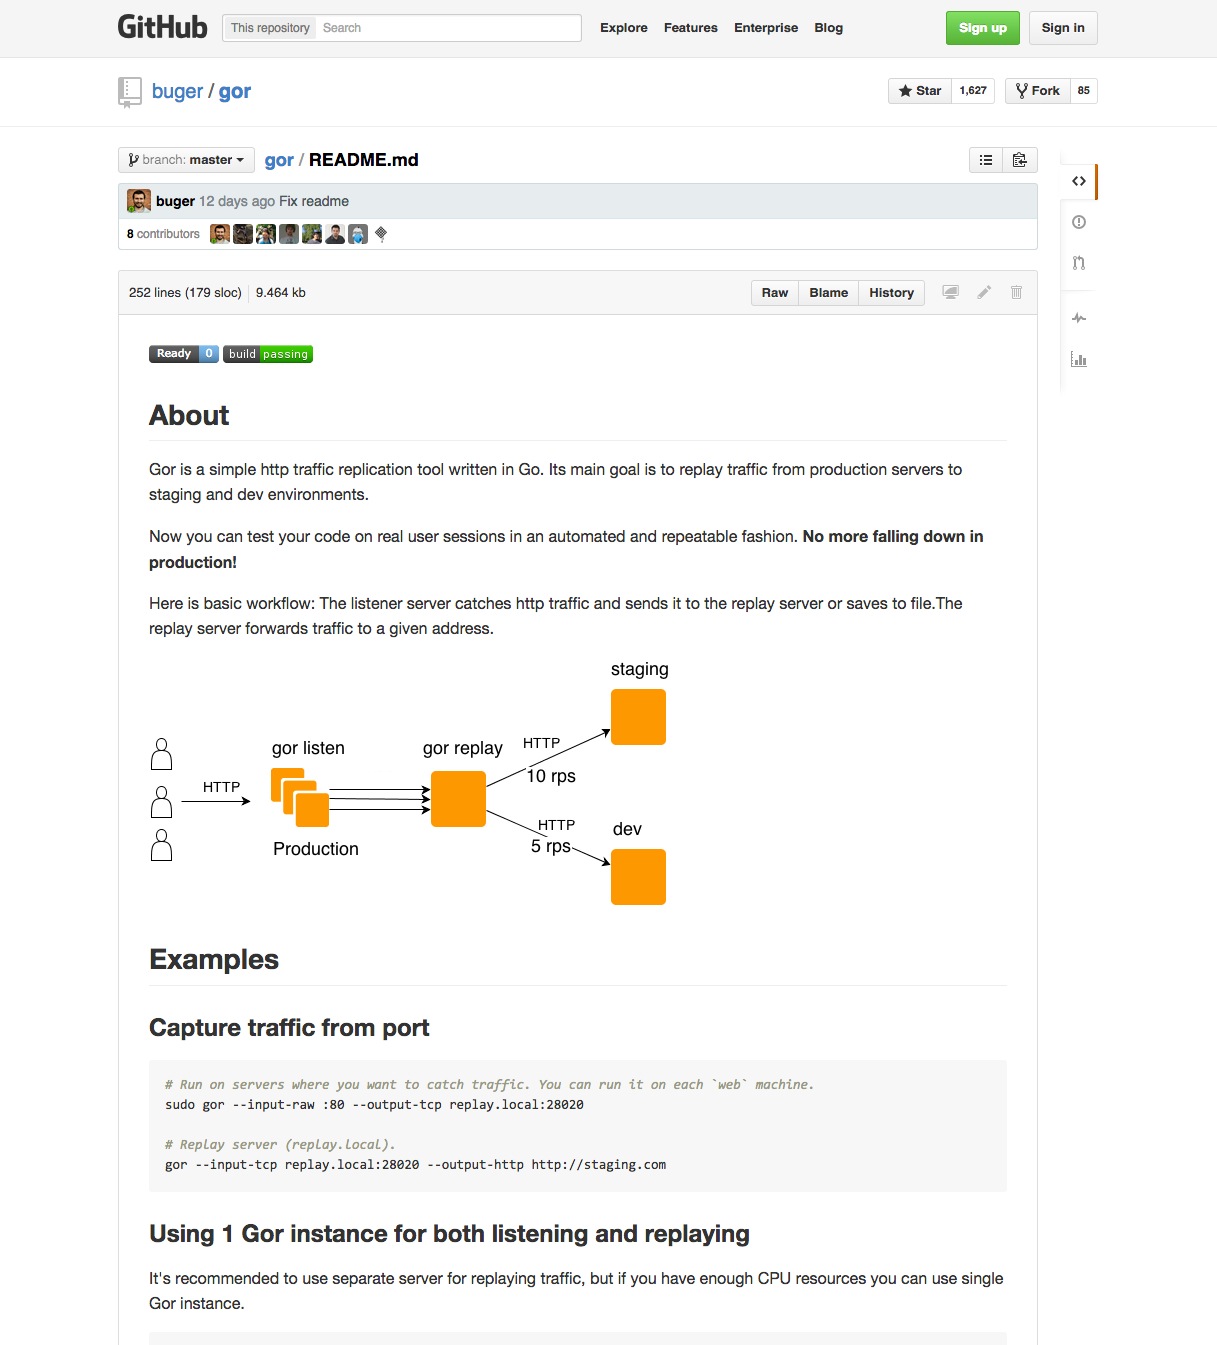 GitHub This repository Search Explore Features Enterprise Blog Sign up Sign in
buger / gor Star 1,627 Fork 85
branch: master gor / README.md
buger 12 days ago Fix readme
8 contributors
252 lines (179 sloc) 9.464 kb Raw Blame History
Ready 0 build passing
About
Gor is a simple http traffic replication tool written in Go. Its main goal is to replay traffic from production servers to
staging and dev environments.
Now you can test your code on real user sessions in an automated and repeatable fashion. No more falling down in
production!
Here is basic workflow: The listener server catches http traffic and sends it to the replay server or saves to file.The
replay server forwards traffic to a given address.
staging
gor listen gor replay HTTP
HTTP 10 rps
HTTP dev
Production 5 rps
Examples
Capture traffic from port
# Run on servers where you want to catch traffic. You can run it on each `web` machine.
sudo gor --input-raw :80 --output-tcp replay.local:28020
# Replay server (replay.local).
gor --input-tcp replay.local:28020 --output-http http://staging.com
Using 1 Gor instance for both listening and replaying
It's recommended to use separate server for replaying traffic, but if you have enough CPU resources you can use single
Gor instance.